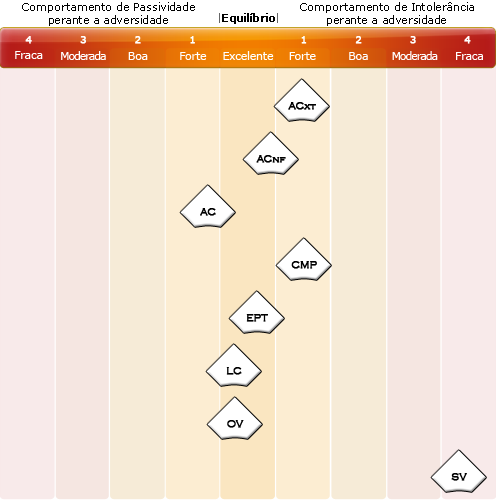 Comportamento de Passividade
perante a adversidade
|Equilíbrio|
Comportamento de Intolerância
perante a adversidade
4 3 2 1 1 2 3 4
Fraca Moderada Boa Forte Excelente Forte Boa Moderada Fraca
ACXT
ACNF
AC
CMP
EPT
LC
OV
SV